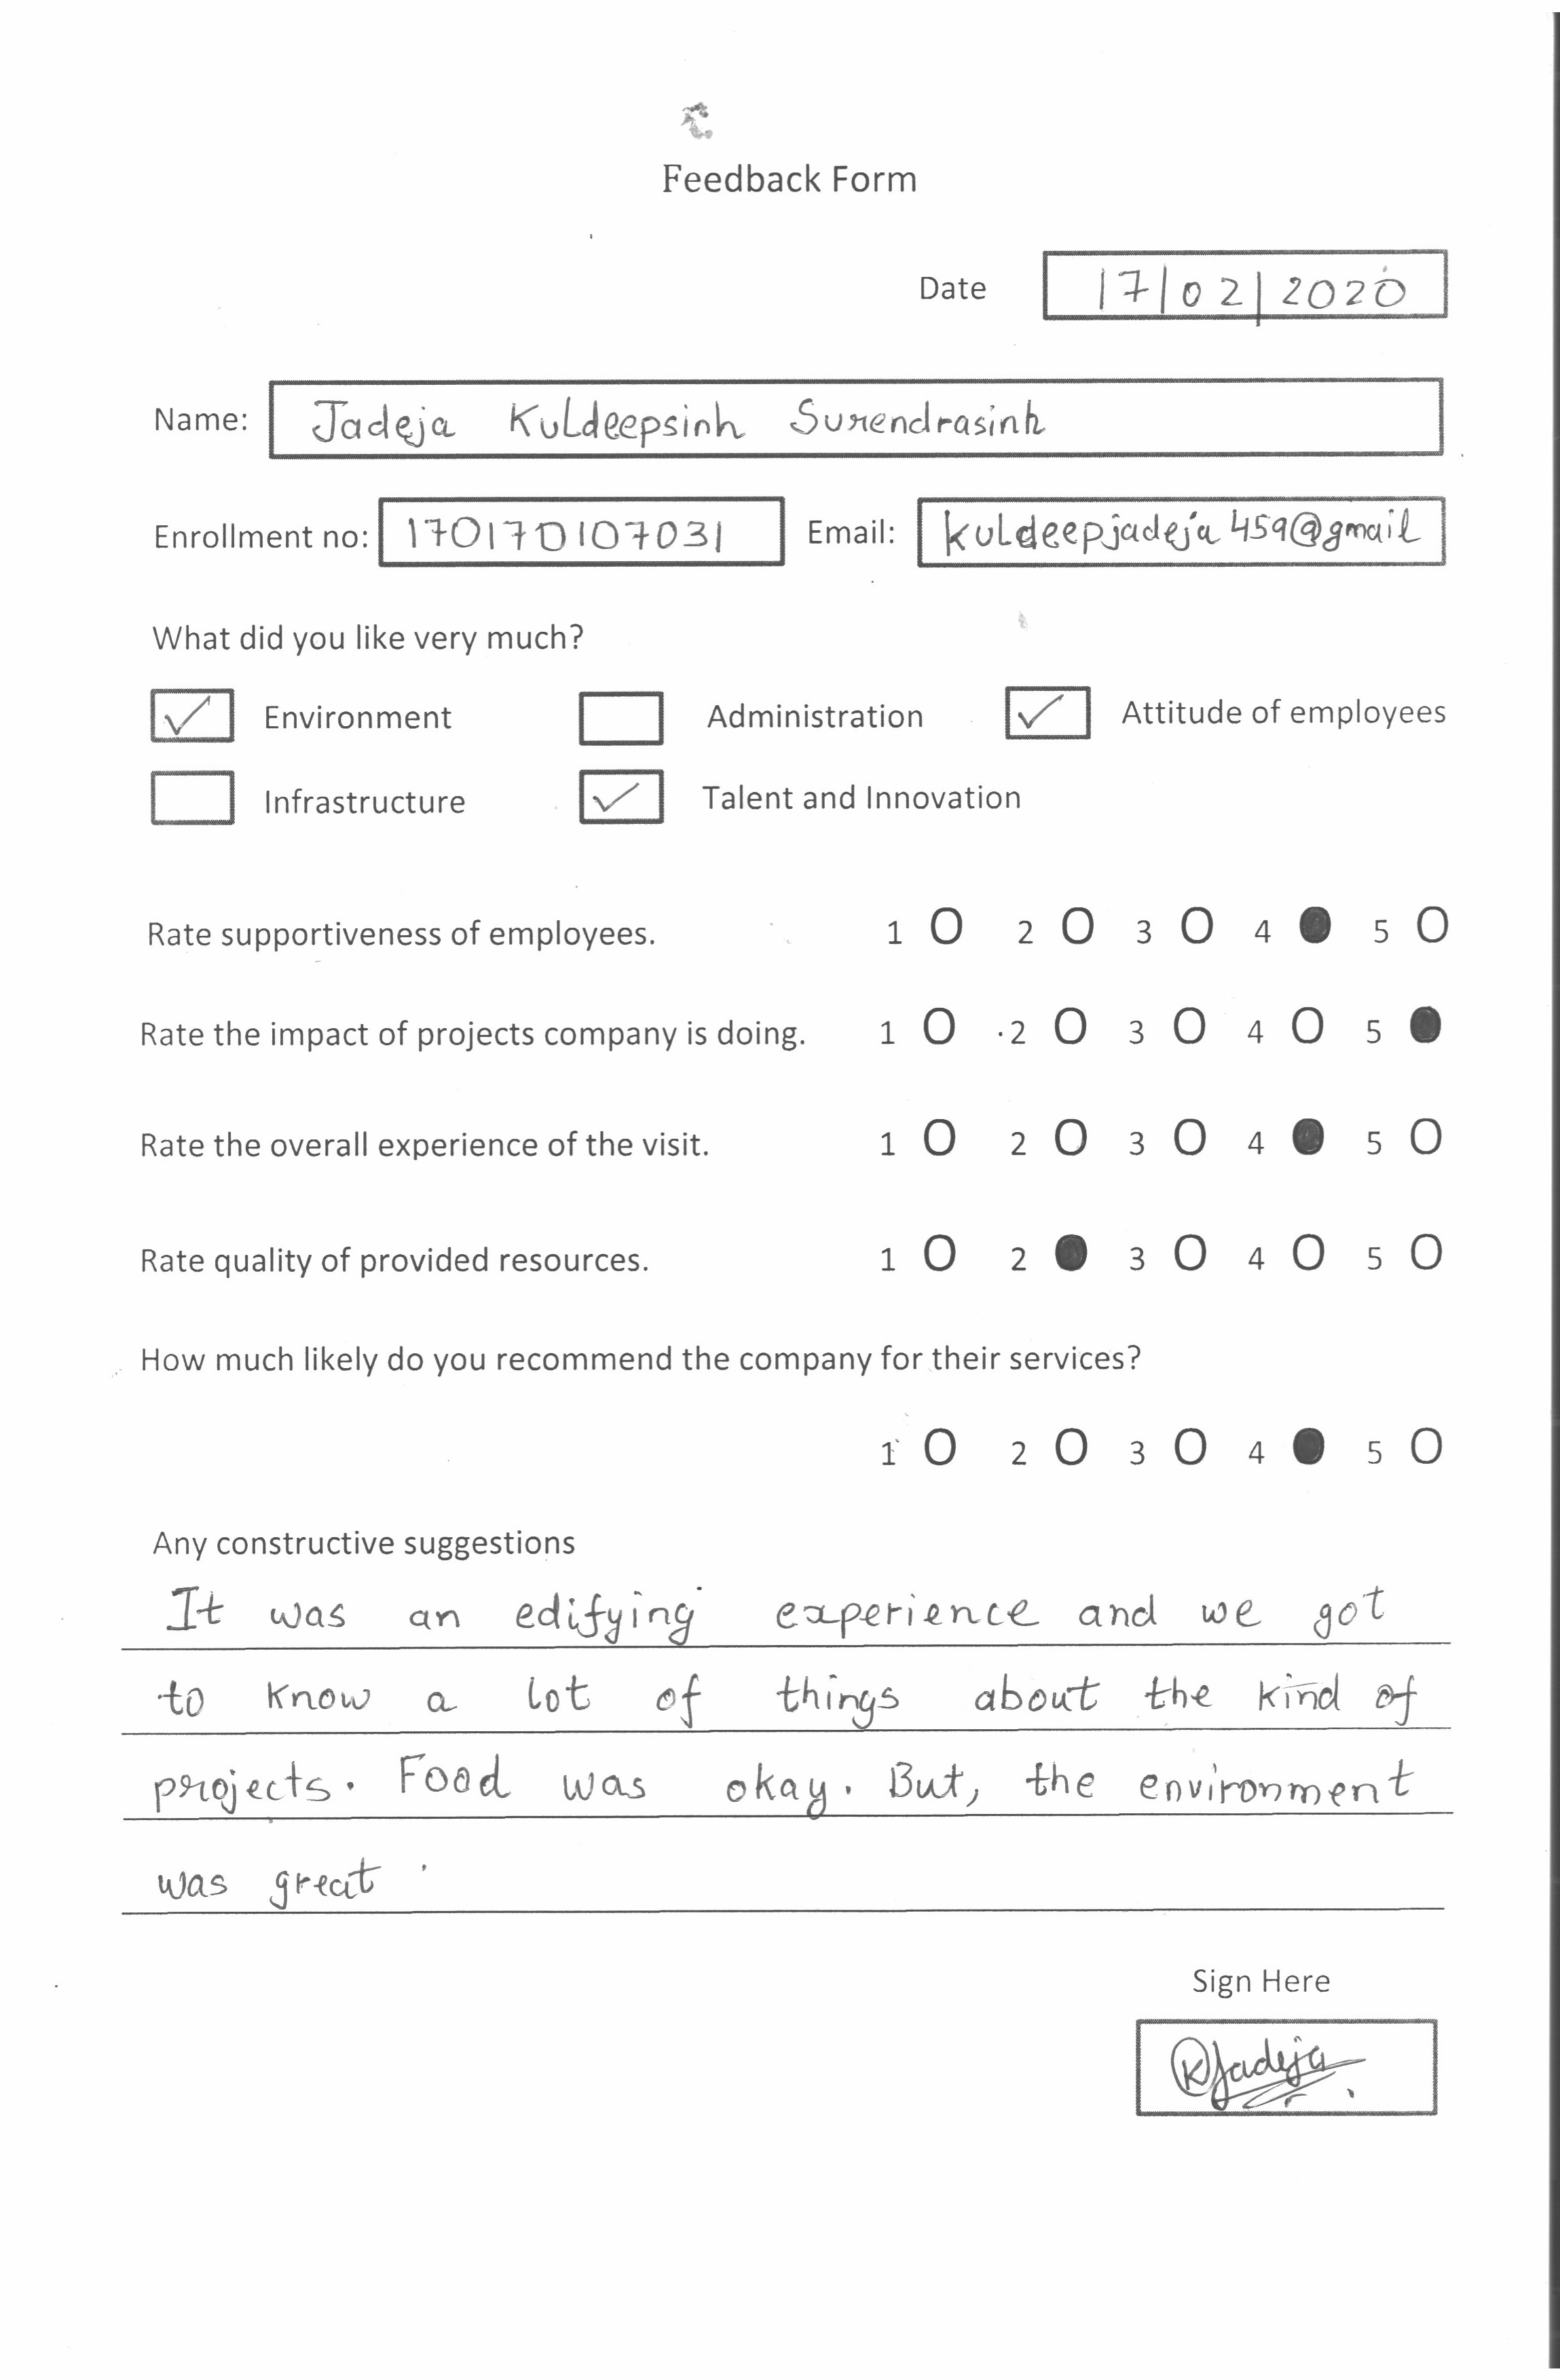 Feedback Form
Date 17/02/2020
Name: Jadeja Kuldeepsinh Surendrasinh
Enrollment no: 170170107031 Email: kuldeepjadeja459@gmail
What did you like very much?
Environment Administration Attitude of employees
Infrastructure Talent and Innovation
Rate supportiveness of employees. 1 2 3 4 5
Rate the impact of projects company is doing. 1 2 3 4 5
Rate the overall experience of the visit. 1 2 3 4 5
Rate quality of provided resources. 1 2 3 4 5
How much likely do you recommend the company for their services?
1 2 3 4 5
Any constructive suggestions
It was an edifying experience and we got
to know a lot of things about the kind of
projects. Food was okay. But, the environment
was great.
Sign Here
KJadeja